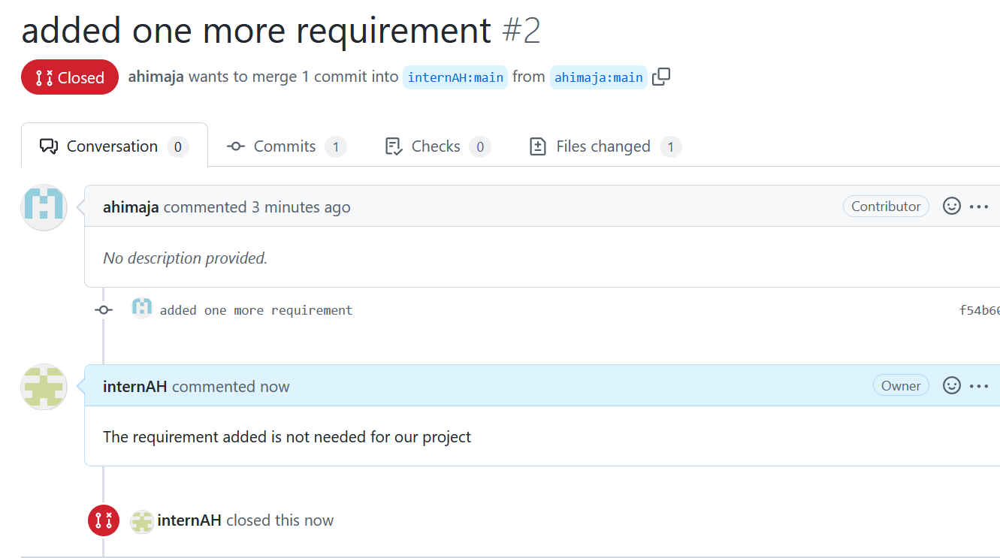 added one more requirement #2
Closed ahimaja wants to merge 1 commit into internAH:main from ahimaja:main
Conversation 0 Commits 1 Checks 0 Files changed 1
ahimaja commented 3 minutes ago Contributor
No description provided.
added one more requirement f54b6
internAH commented now Owner
The requirement added is not needed for our project
internAH closed this now